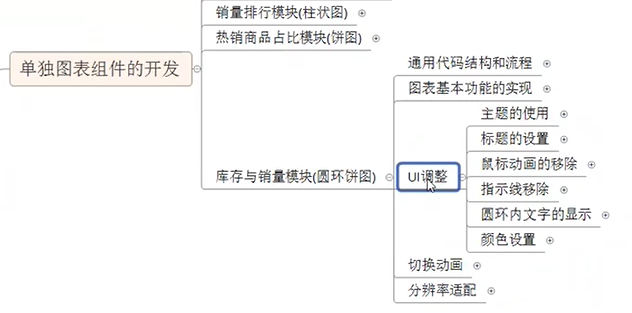 销量排行模块(柱状图)
热销商品占比模块(饼图)
单独图表组件的开发
通用代码结构和流程
图表基本功能的实现
主题的使用
标题的设置
鼠标动画的移除
库存与销量模块(圆环饼图)
UI调整
指示线移除
圆环内文字的显示
颜色设置
切换动画
分辨率适配